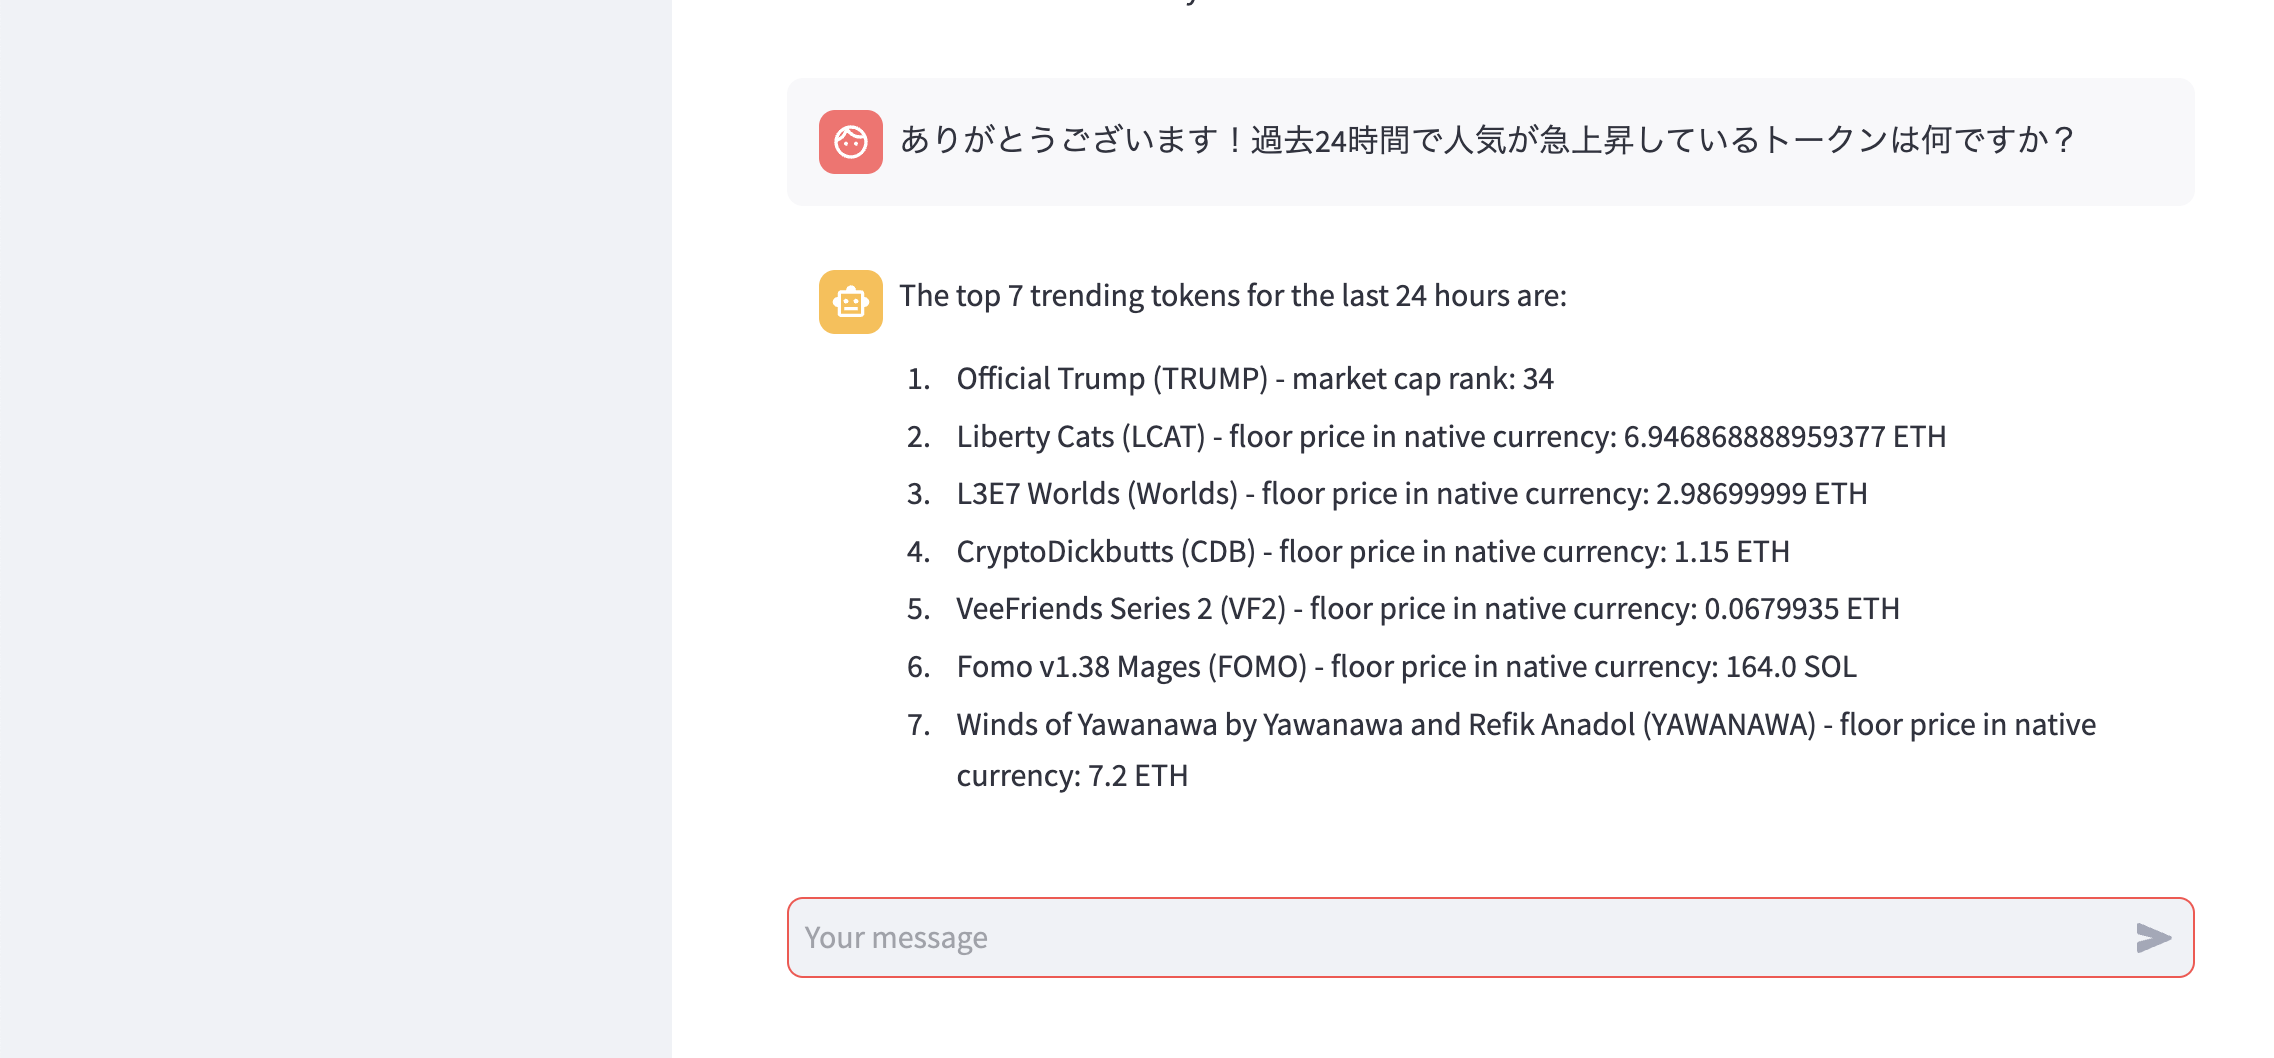 ありがとうございます！過去24時間で人気が急上昇しているトークンは何ですか？
The top 7 trending tokens for the last 24 hours are:
1. Official Trump (TRUMP) - market cap rank: 34
2. Liberty Cats (LCAT) - floor price in native currency: 6.946868888959377 ETH
3. L3E7 Worlds (Worlds) - floor price in native currency: 2.98699999 ETH
4. CryptoDickbutts (CDB) - floor price in native currency: 1.15 ETH
5. VeeFriends Series 2 (VF2) - floor price in native currency: 0.0679935 ETH
6. Fomo v1.38 Mages (FOMO) - floor price in native currency: 164.0 SOL
7. Winds of Yawanawa by Yawanawa and Refik Anadol (YAWANAWA) - floor price in native
currency: 7.2 ETH
Your message